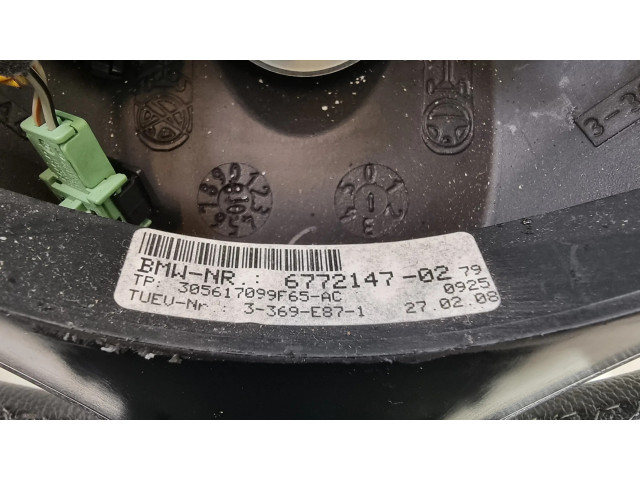 BMW-NR : 6772147-02 79
TP: 305617099F65-AC 0925
TUEV-Nr : 3-369-E87-1 27.02.08